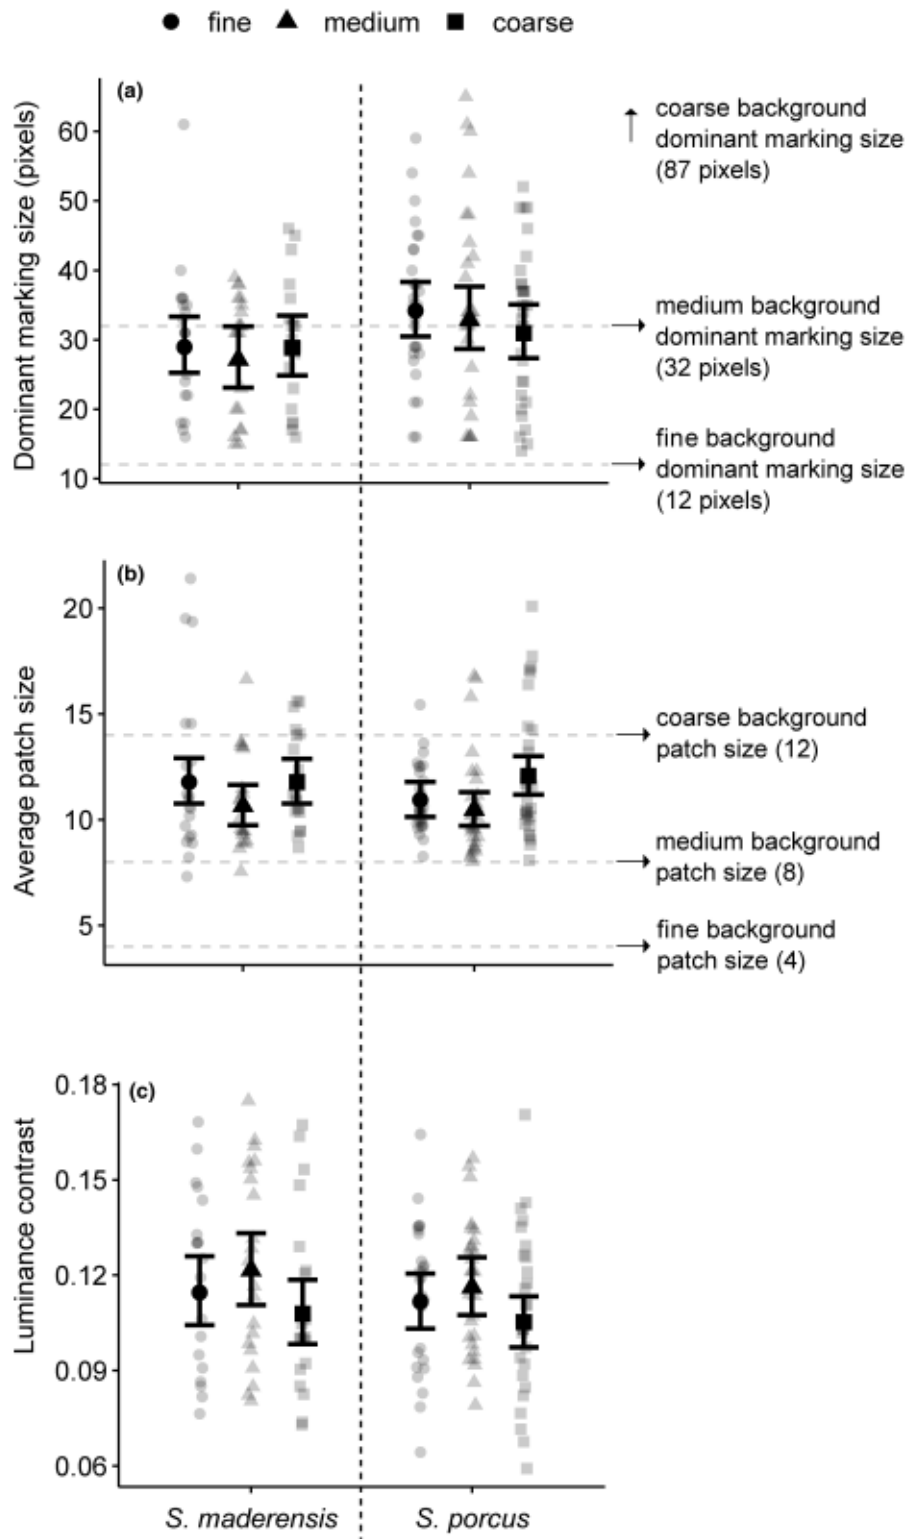 fine medium coarse
(a)
Dominant marking size (pixels)
60
50
40
30
20
10
coarse background
dominant marking size
(87 pixels)
medium background
dominant marking size
(32 pixels)
fine background
dominant marking size
(12 pixels)
(b)
Average patch size
20
15
10
5
coarse background
patch size (12)
medium background
patch size (8)
fine background
patch size (4)
(c)
Luminance contrast
0.18
0.15
0.12
0.09
0.06
S. maderensis S. porcus